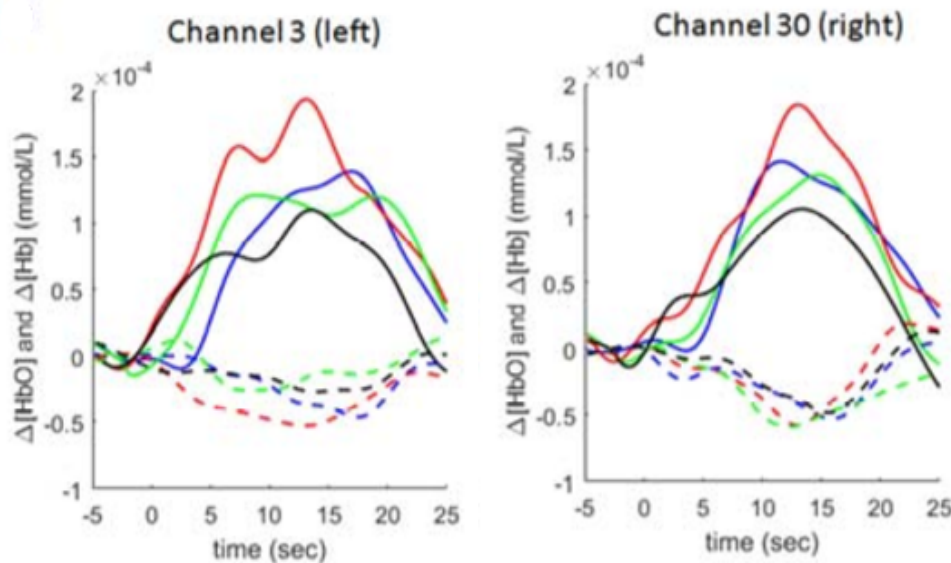 Channel 3 (left)
×10⁻⁴
2
1.5
1
0.5
0
-0.5
-1
Δ[HbO] and Δ[Hb] (mmol/L)
-5 0 5 10 15 20 25
time (sec)
Channel 30 (right)
×10⁻⁴
2
1.5
1
0.5
0
-0.5
-1
Δ[HbO] and Δ[Hb] (mmol/L)
-5 0 5 10 15 20 25
time (sec)